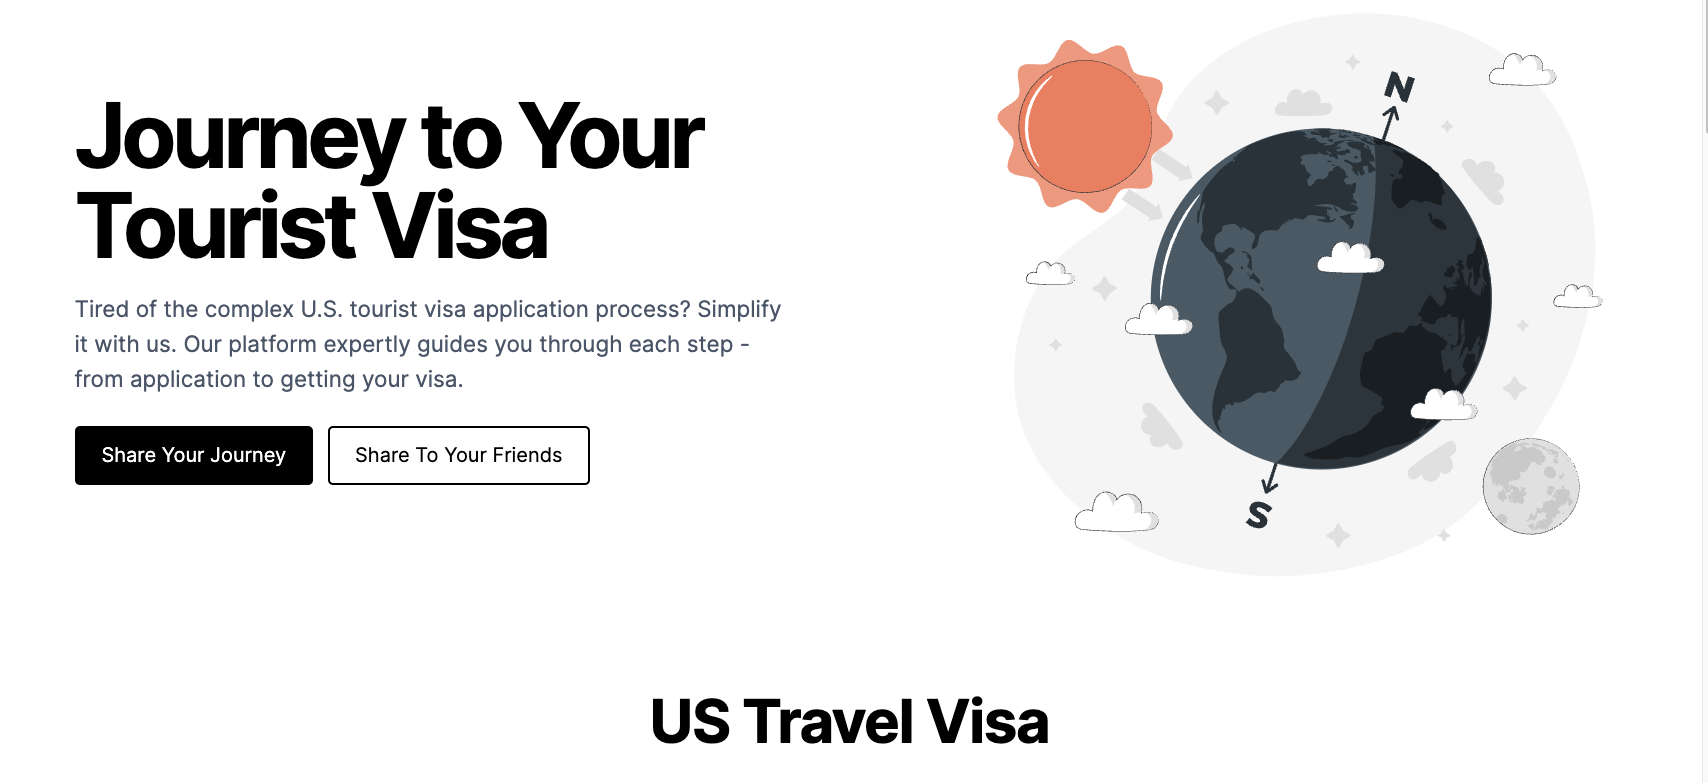 Journey to Your
Tourist Visa
Tired of the complex U.S. tourist visa application process? Simplify
it with us. Our platform expertly guides you through each step -
from application to getting your visa.
Share Your Journey
Share To Your Friends
N
S
US Travel Visa